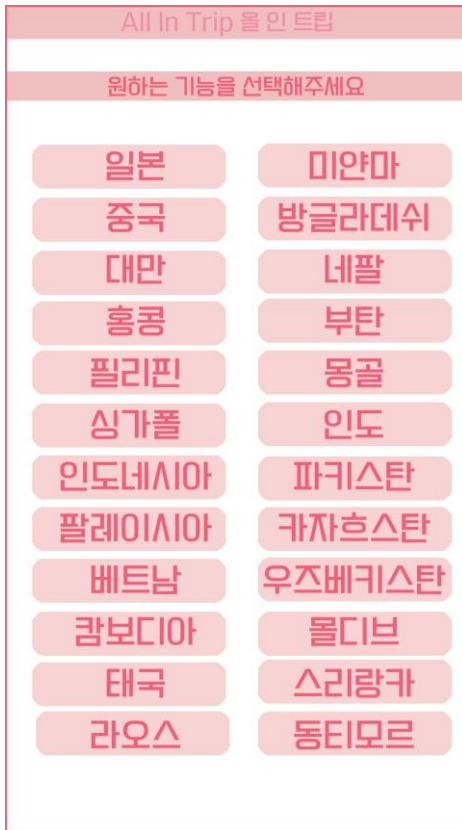 All In Trip 올 인 트립
원하는 기능을 선택해주세요
일본
미얀마
중국
방글라데쉬
대만
네팔
홍콩
부탄
필리핀
몽골
싱가폴
인도
인도네시아
파키스탄
팔레이시아
카자흐스탄
베트남
우즈베키스탄
캄보디아
몰디브
태국
스리랑카
라오스
동티모르